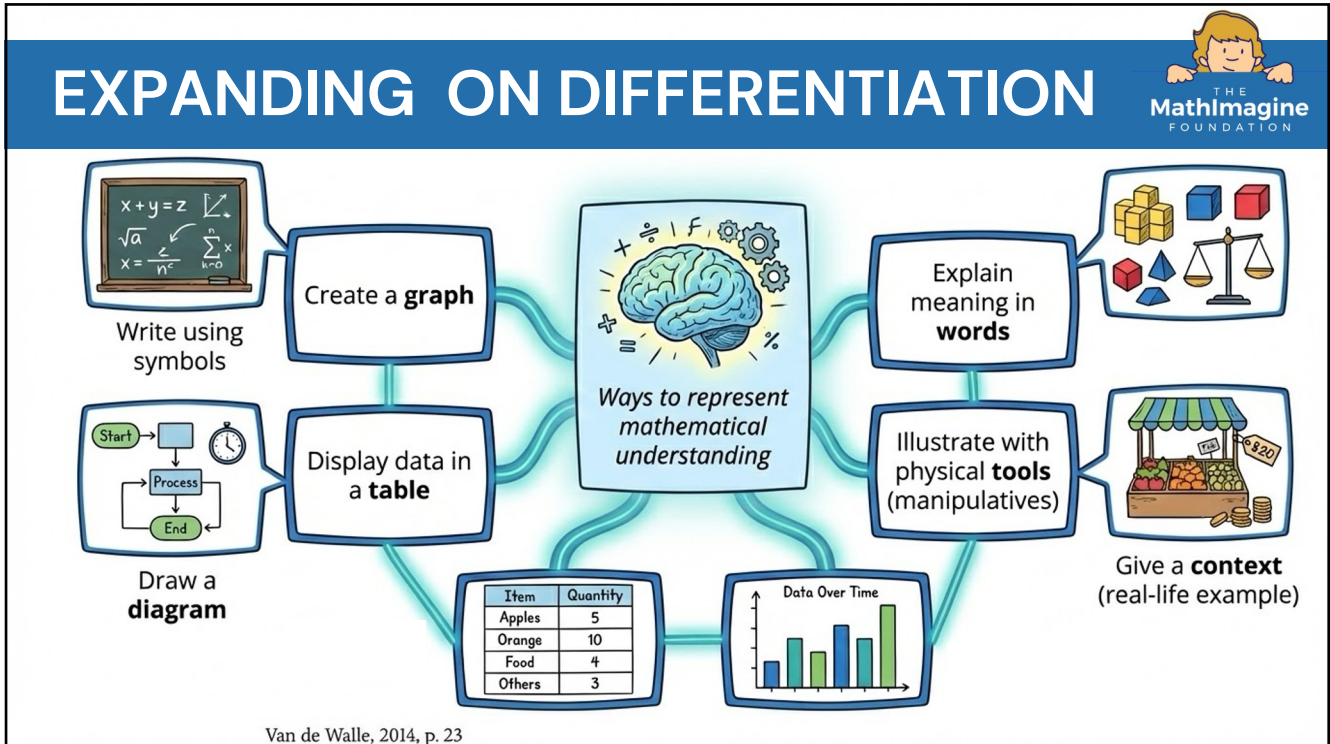 EXPANDING ON DIFFERENTIATION
THE
MathImagine
FOUNDATION
x + y = z
√a
x = z/nᶜ
n
∑ x
k=0
Write using
symbols
Create a graph
Start
Process
End
Draw a
diagram
Display data in
a table
+ ÷
+
=
%
Ways to represent
mathematical
understanding
Explain
meaning in
words
Illustrate with
physical tools
(manipulatives)
$20
Give a context
(real-life example)
Item Quantity
Apples 5
Orange 10
Food 4
Others 3
Data Over Time
Van de Walle, 2014, p. 23